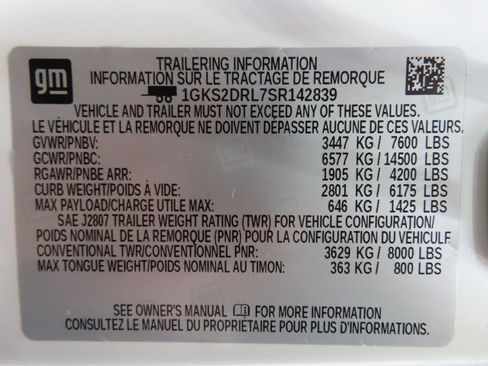 gm
TRAILERING INFORMATION
INFORMATION SUR LE TRACTAGE DE REMORQUE
1GKS2DRL7SR142839
VEHICLE AND TRAILER MUST NOT EXCEED ANY OF THESE VALUES.
LE VÉHICULE ET LA REMORQUE NE DOIVENT DÉPASSER AUCUNE DE CES VALEURS.
GVWR/PNBV: 3447 KG / 7600 LBS
GCWR/PNBC: 6577 KG / 14500 LBS
RGAWR/PNBE ARR: 1905 KG / 4200 LBS
CURB WEIGHT/POIDS À VIDE: 2801 KG / 6175 LBS
MAX PAYLOAD/CHARGE UTILE MAX: 646 KG / 1425 LBS
SAE J2807 TRAILER WEIGHT RATING (TWR) FOR VEHICLE CONFIGURATION/
POIDS NOMINAL DE LA REMORQUE (PNR) POUR LA CONFIGURATION DU VÉHICULE
CONVENTIONAL TWR/CONVENTIONNEL PNR: 3629 KG / 8000 LBS
MAX TONGUE WEIGHT/POIDS NOMINAL AU TIMON: 363 KG / 800 LBS
SEE OWNER'S MANUAL FOR MORE INFORMATION
CONSULTEZ LE MANUEL DU PROPRIÉTAIRE POUR PLUS D'INFORMATIONS.